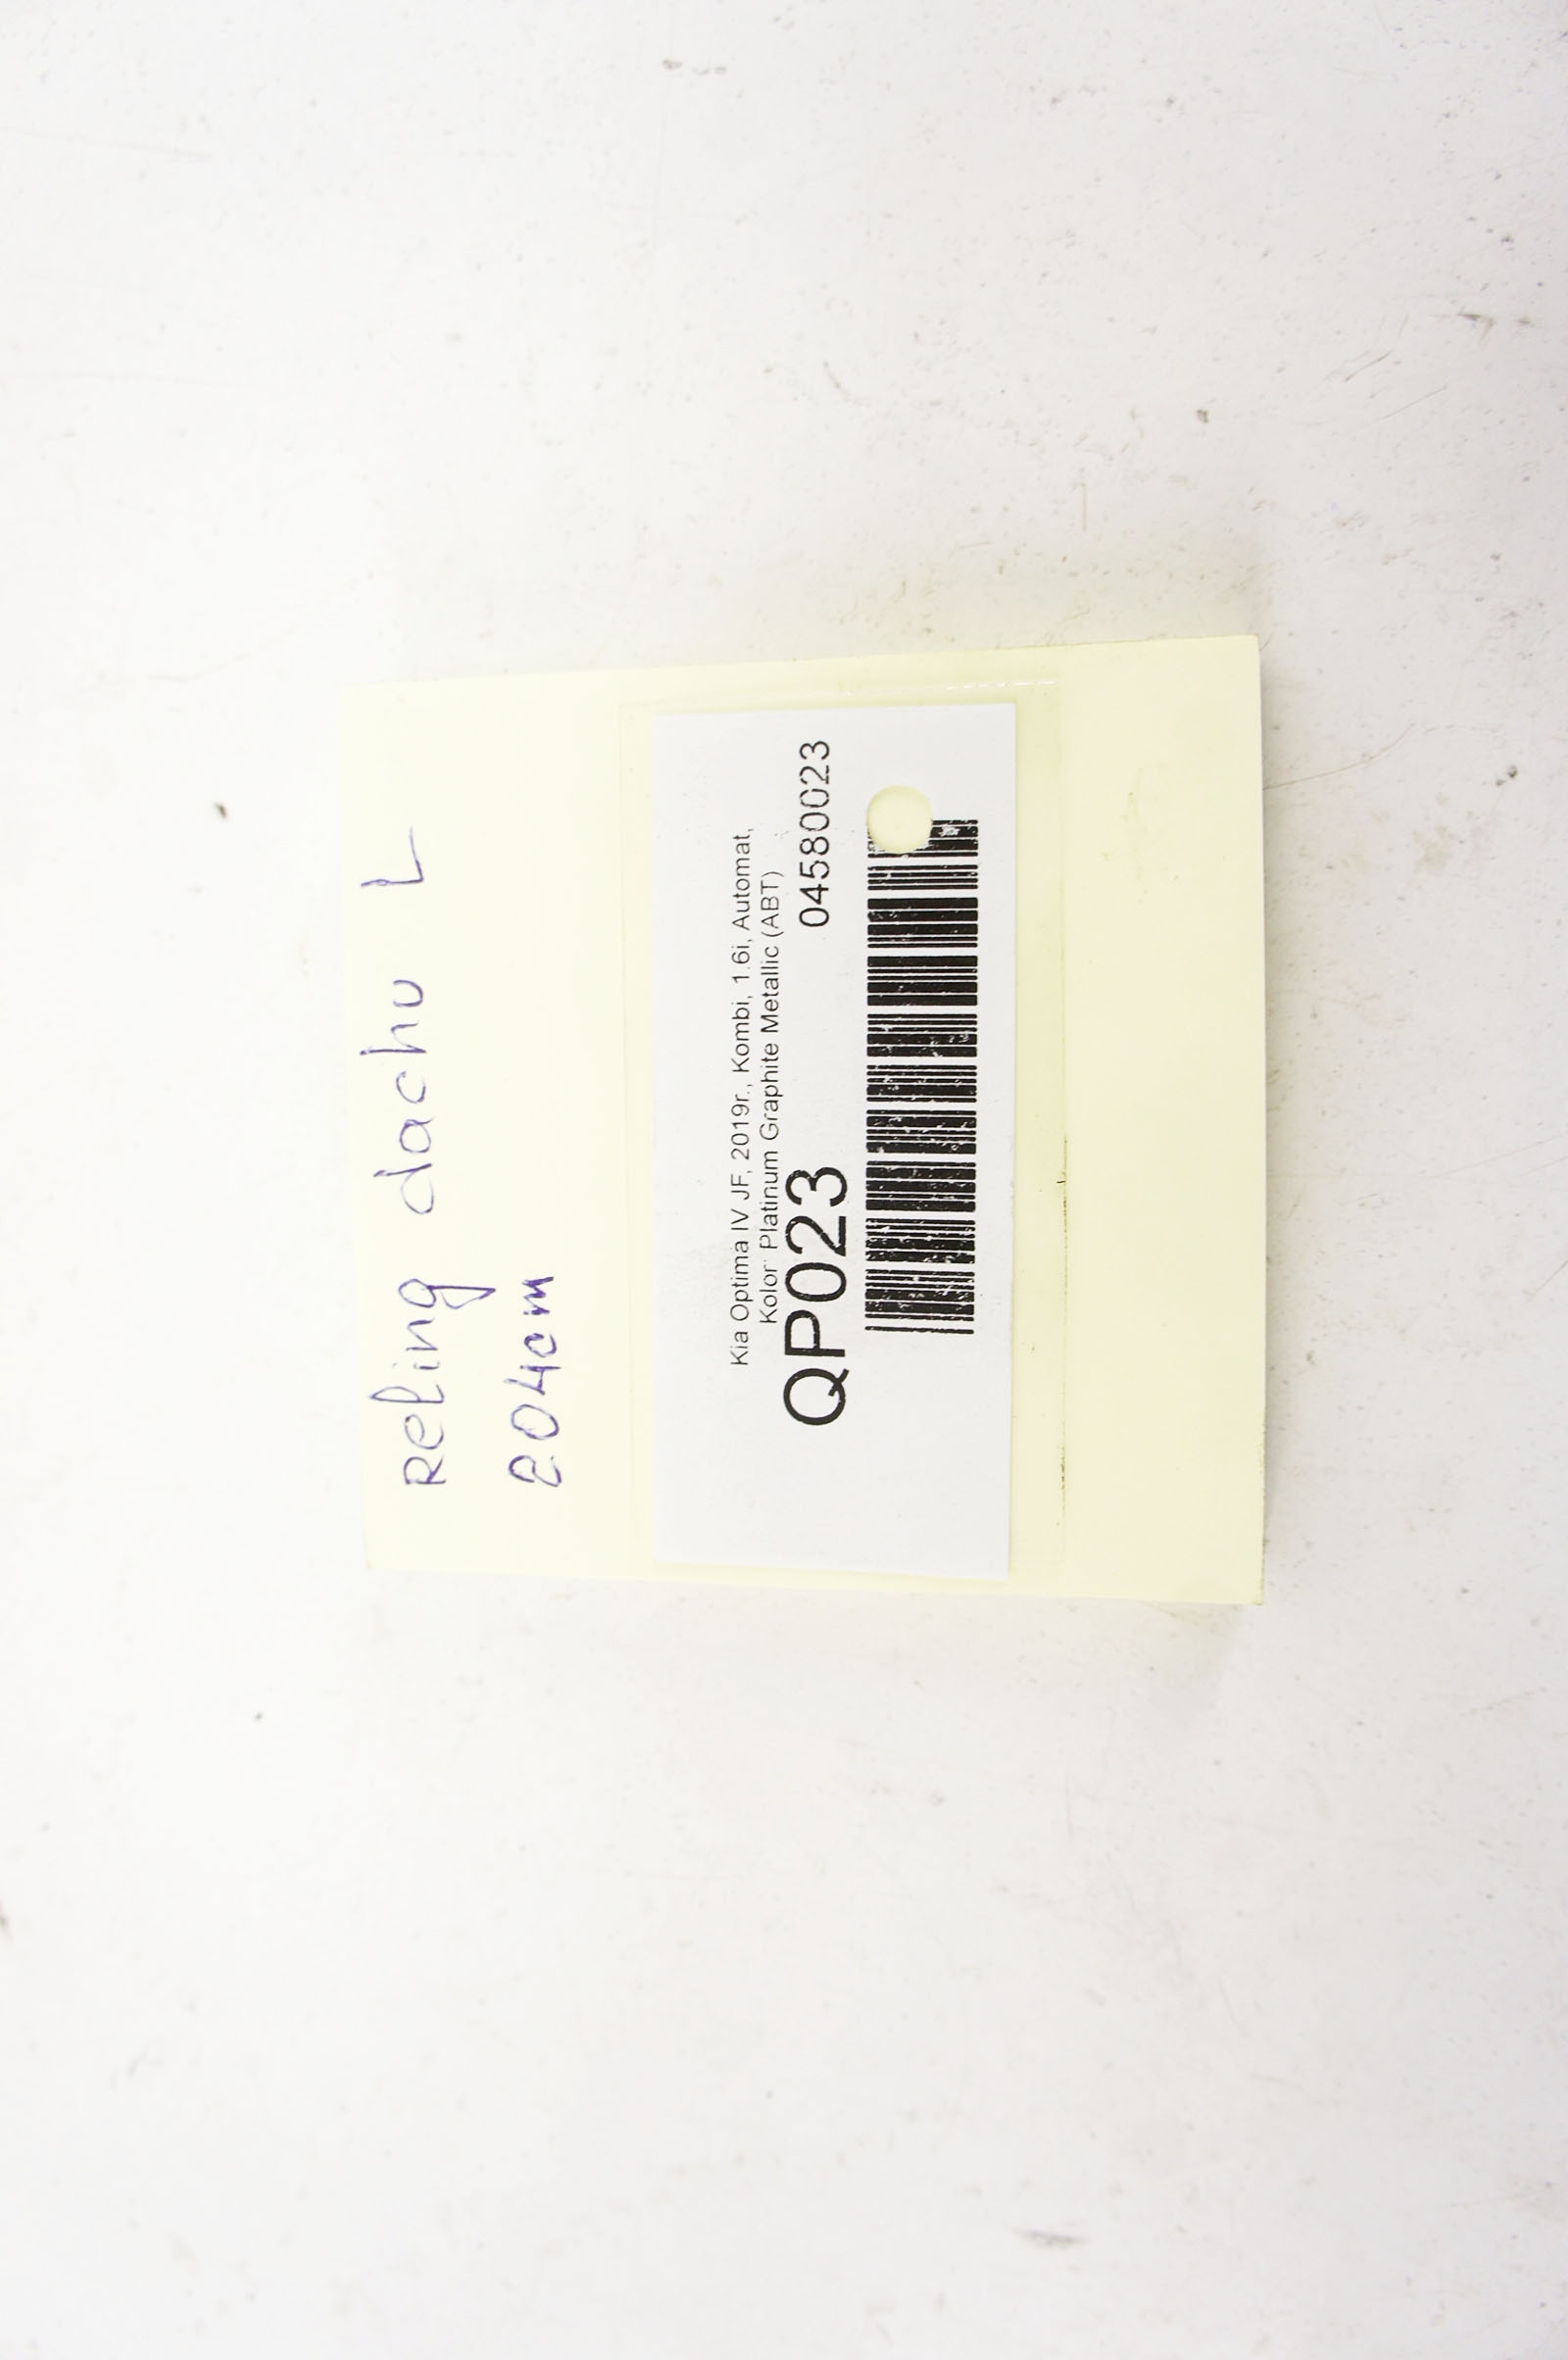 Reling dachu L
204cm
Kia Optima IV JF, 2019r., Kombi, 1.6i, Automat,
Kolor: Platinum Graphite Metallic (ABT)
QP023 04580023